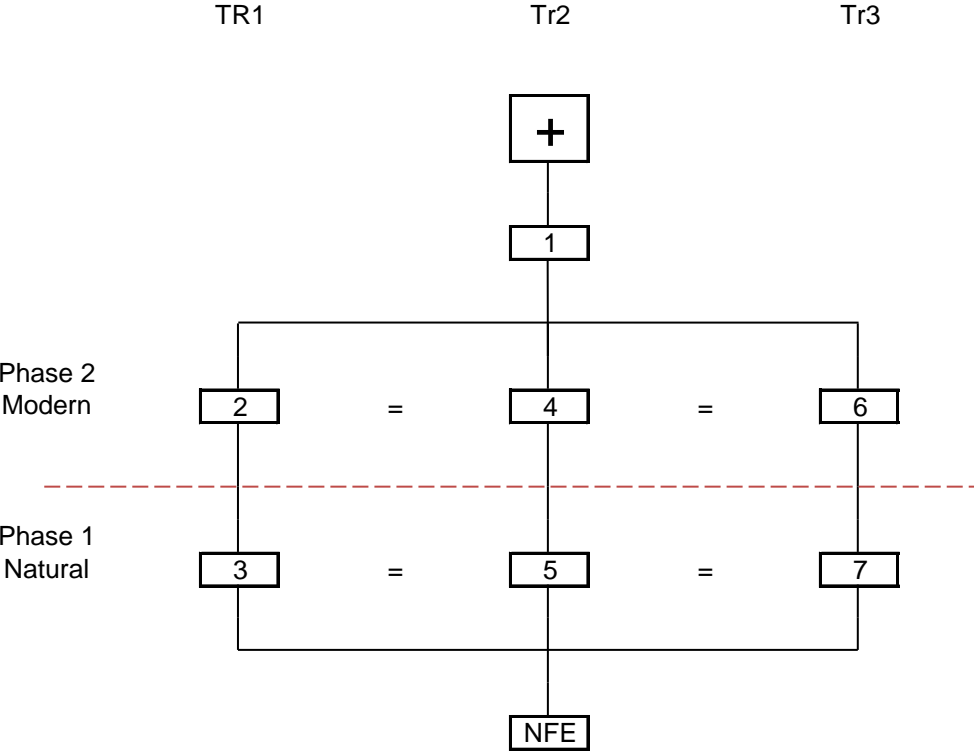 TR1 Tr2 Tr3
+
1
Phase 2
Modern
2 = 4 = 6
Phase 1
Natural
3 = 5 = 7
NFE